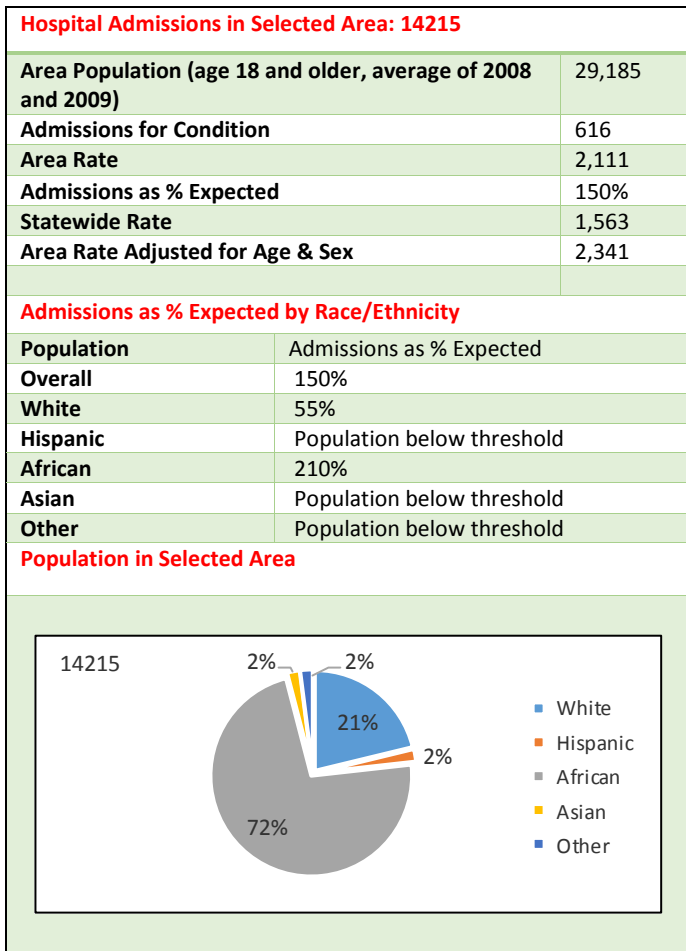 Hospital Admissions in Selected Area: 14215
Area Population (age 18 and older, average of 2008 29,185
and 2009)
Admissions for Condition 616
Area Rate 2,111
Admissions as % Expected 150%
Statewide Rate 1,563
Area Rate Adjusted for Age & Sex 2,341
Admissions as % Expected by Race/Ethnicity
Population Admissions as % Expected
Overall 150%
White 55%
Hispanic Population below threshold
African 210%
Asian Population below threshold
Other Population below threshold
Population in Selected Area
14215
2% 2%
21%
2%
72%
White
Hispanic
African
Asian
Other